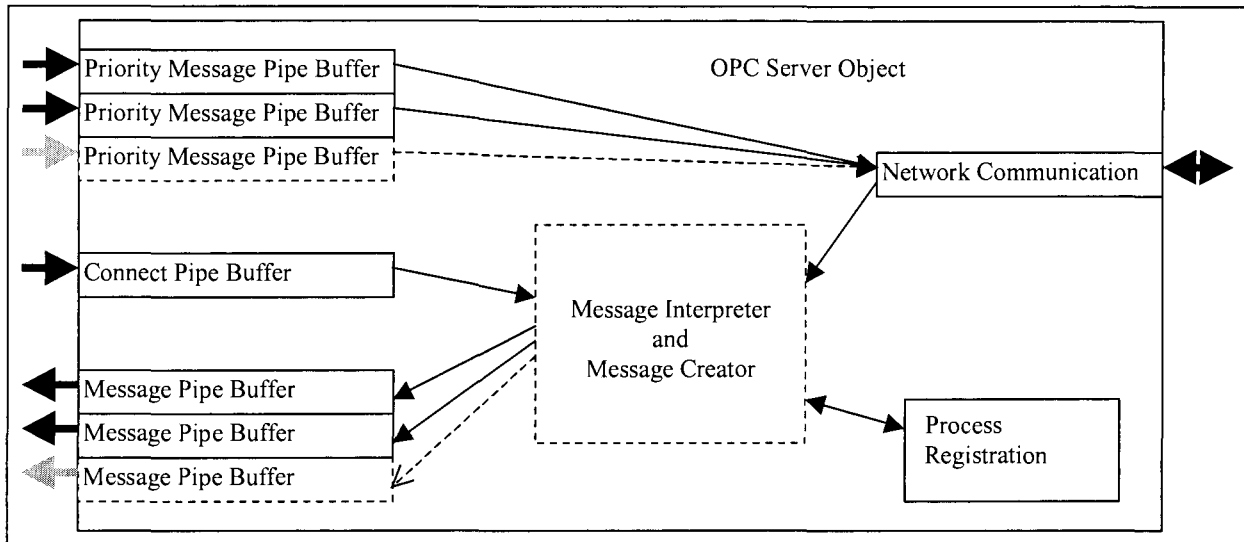 Priority Message Pipe Buffer
OPC Server Object
Priority Message Pipe Buffer
Priority Message Pipe Buffer
Network Communication
Connect Pipe Buffer
Message Interpreter
and
Message Creator
Message Pipe Buffer
Message Pipe Buffer
Message Pipe Buffer
Process
Registration